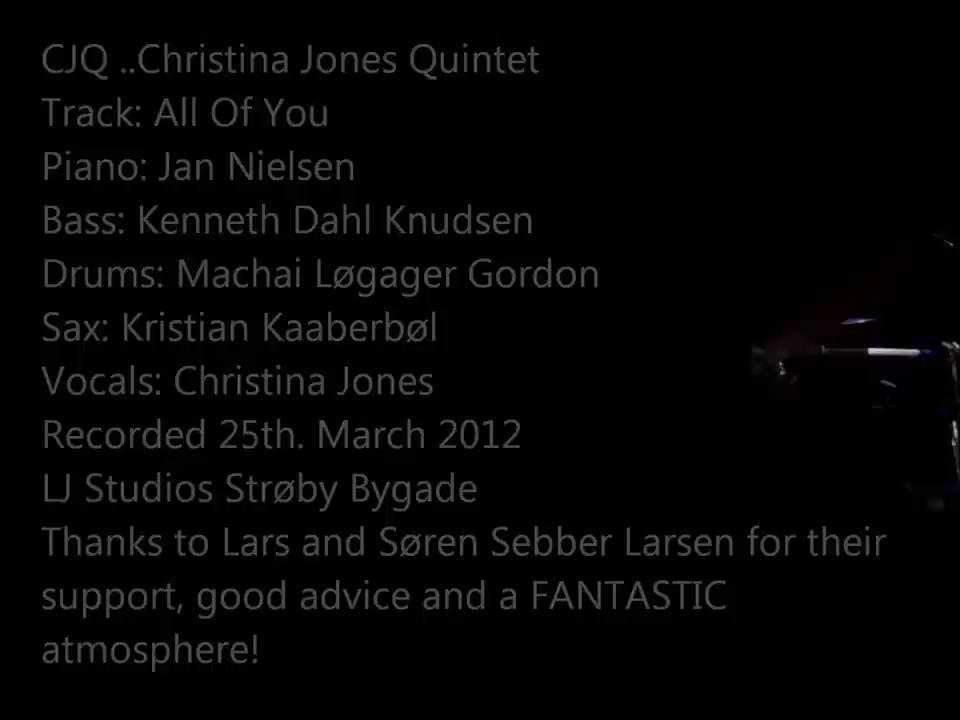 CJQ ..Christina Jones Quintet
Track: All Of You
Piano: Jan Nielsen
Bass: Kenneth Dahl Knudsen
Drums: Machai Løgager Gordon
Sax: Kristian Kaaberbøl
Vocals: Christina Jones
Recorded 25th. March 2012
LJ Studios Strøby Bygade
Thanks to Lars and Søren Sebber Larsen for their
support, good advice and a FANTASTIC
atmosphere!